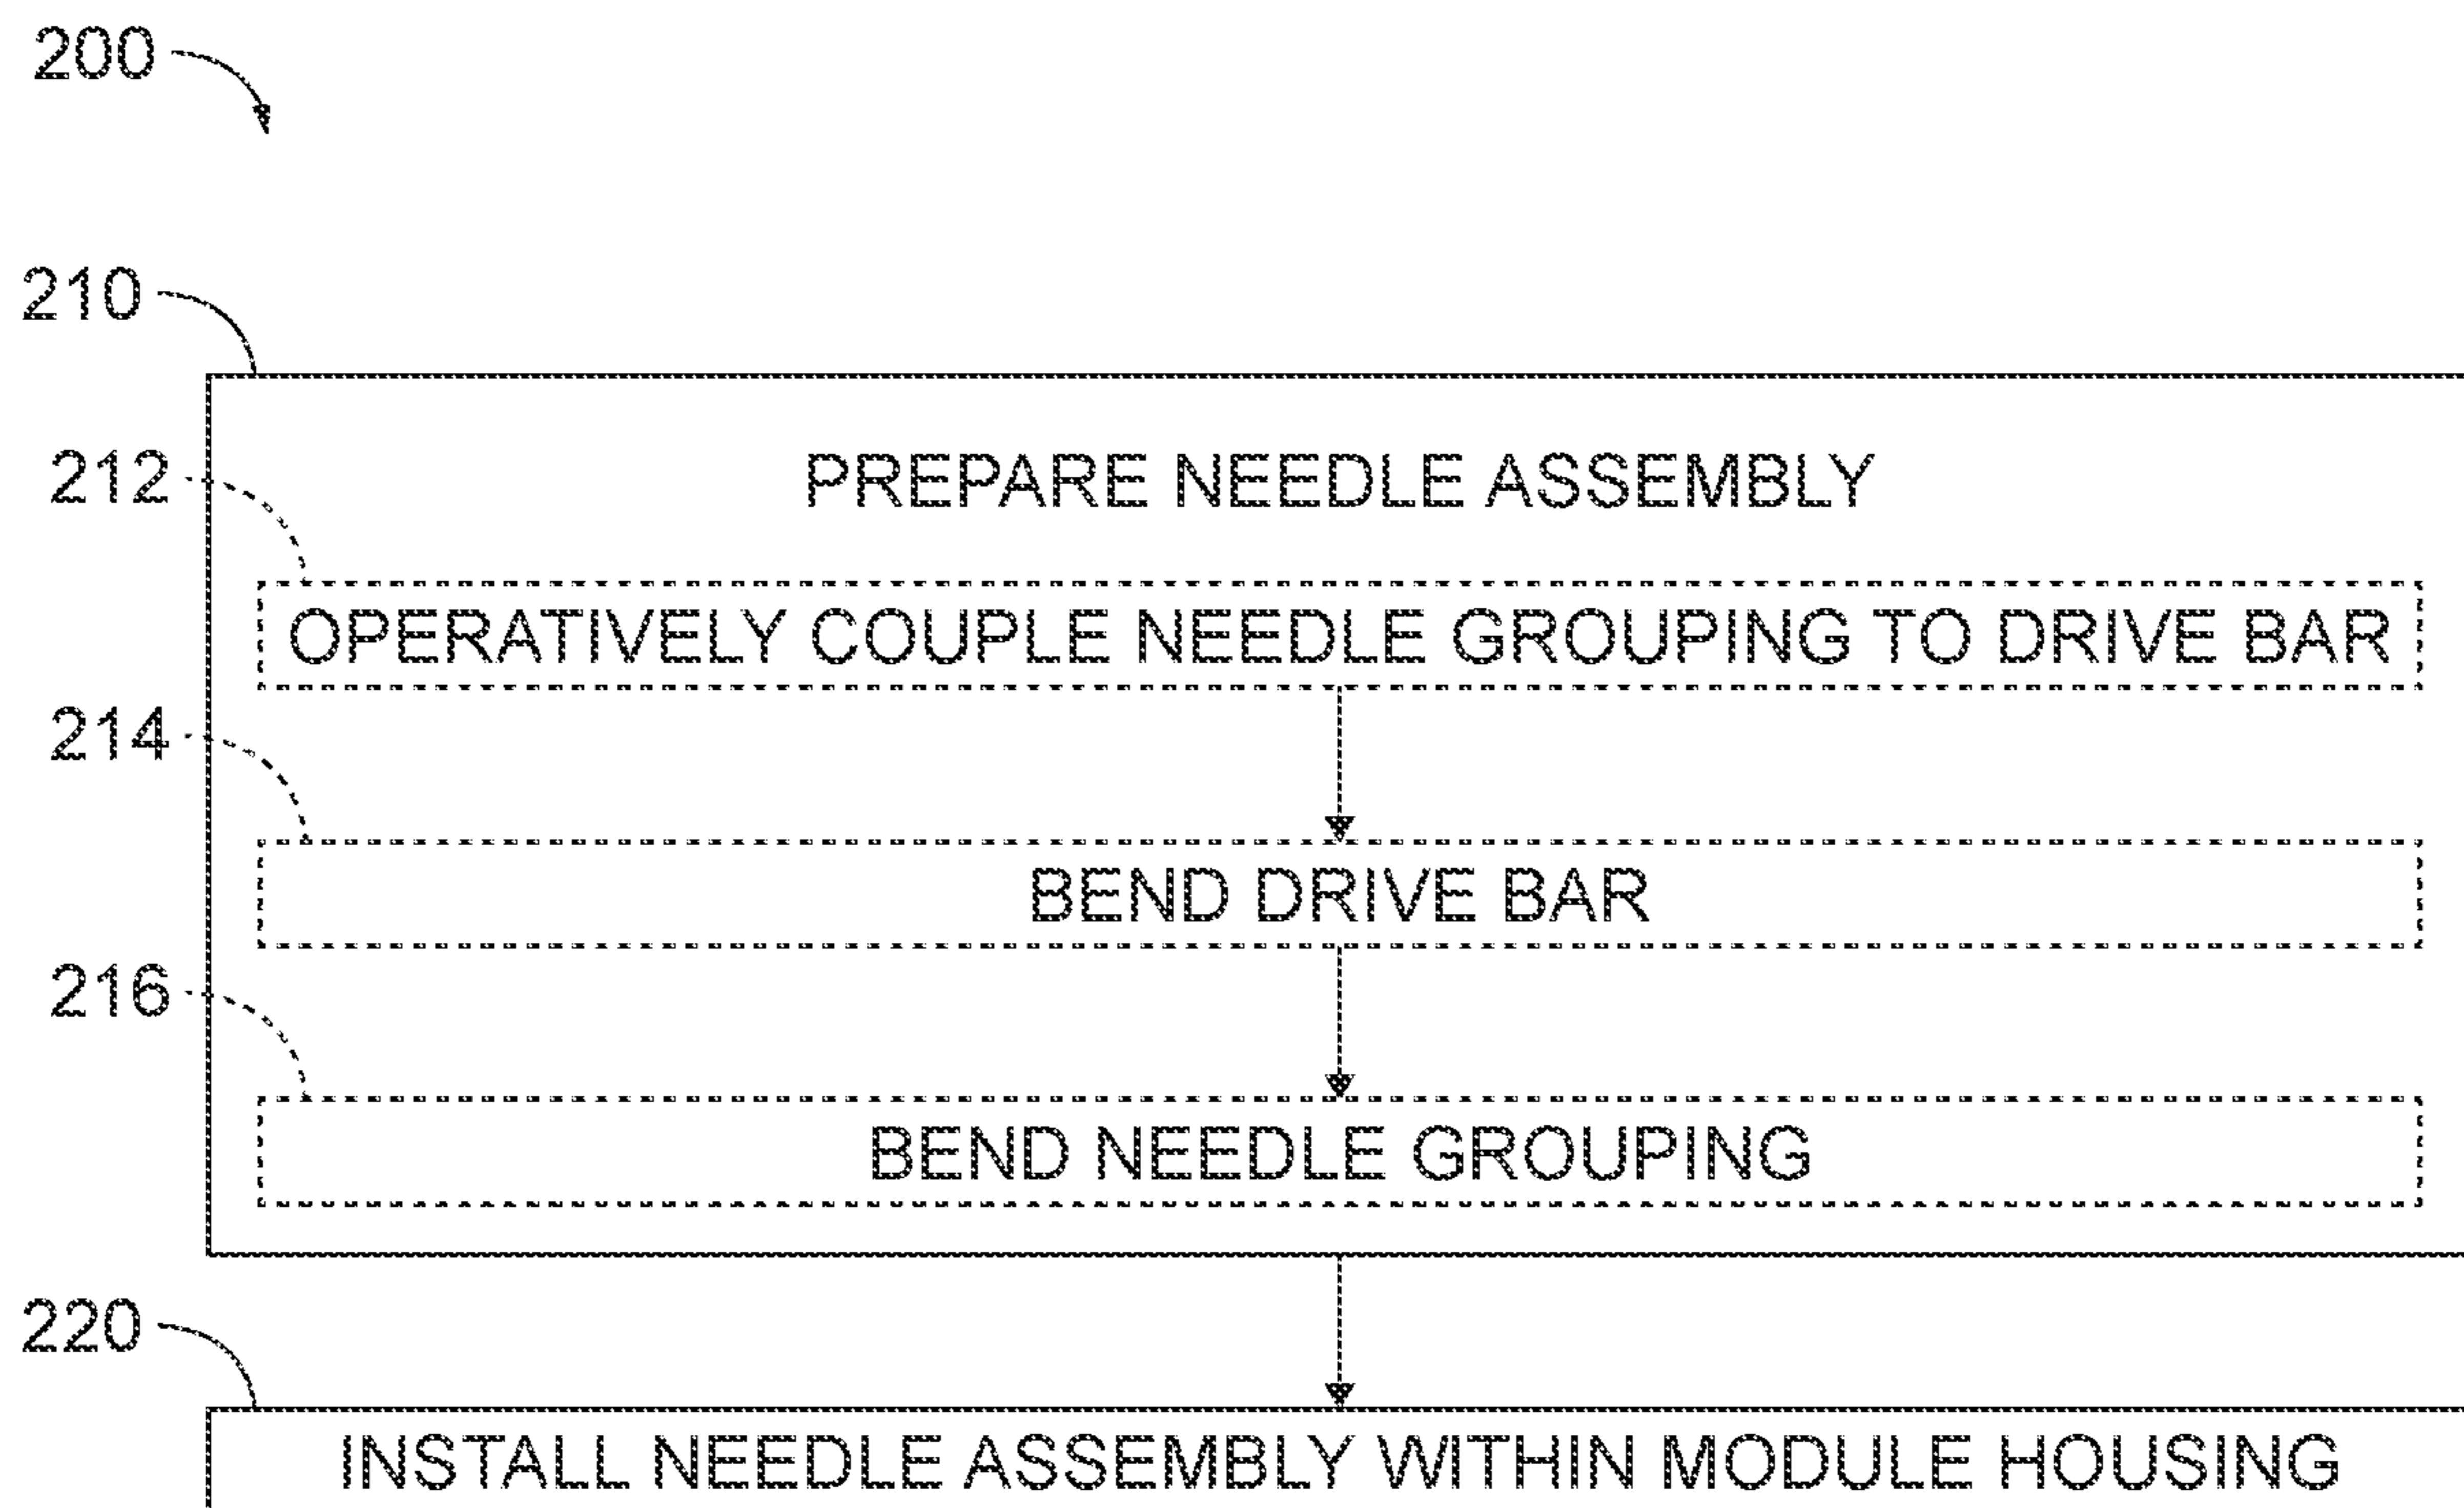 200
210
PREPARE NEEDLE ASSEMBLY
212
OPERATIVELY COUPLE NEEDLE GROUPING TO DRIVE BAR
214
BEND DRIVE BAR
216
BEND NEEDLE GROUPING
220
INSTALL NEEDLE ASSEMBLY WITHIN MODULE HOUSING